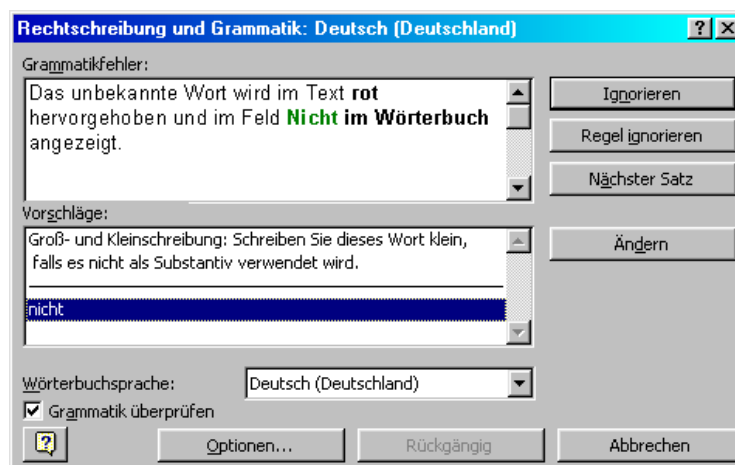 Rechtschreibung und Grammatik: Deutsch (Deutschland)
Grammatikfehler:
Das unbekannte Wort wird im Text rot
hervorgehoben und im Feld Nicht im Wörterbuch
angezeigt.
Ignorieren
Regel ignorieren
Nächster Satz
Vorschläge:
Groß- und Kleinschreibung: Schreiben Sie dieses Wort klein,
falls es nicht als Substantiv verwendet wird.
nicht
Ändern
Wörterbuchsprache:
Deutsch (Deutschland)
Grammatik überprüfen
Optionen...
Rückgängig
Abbrechen